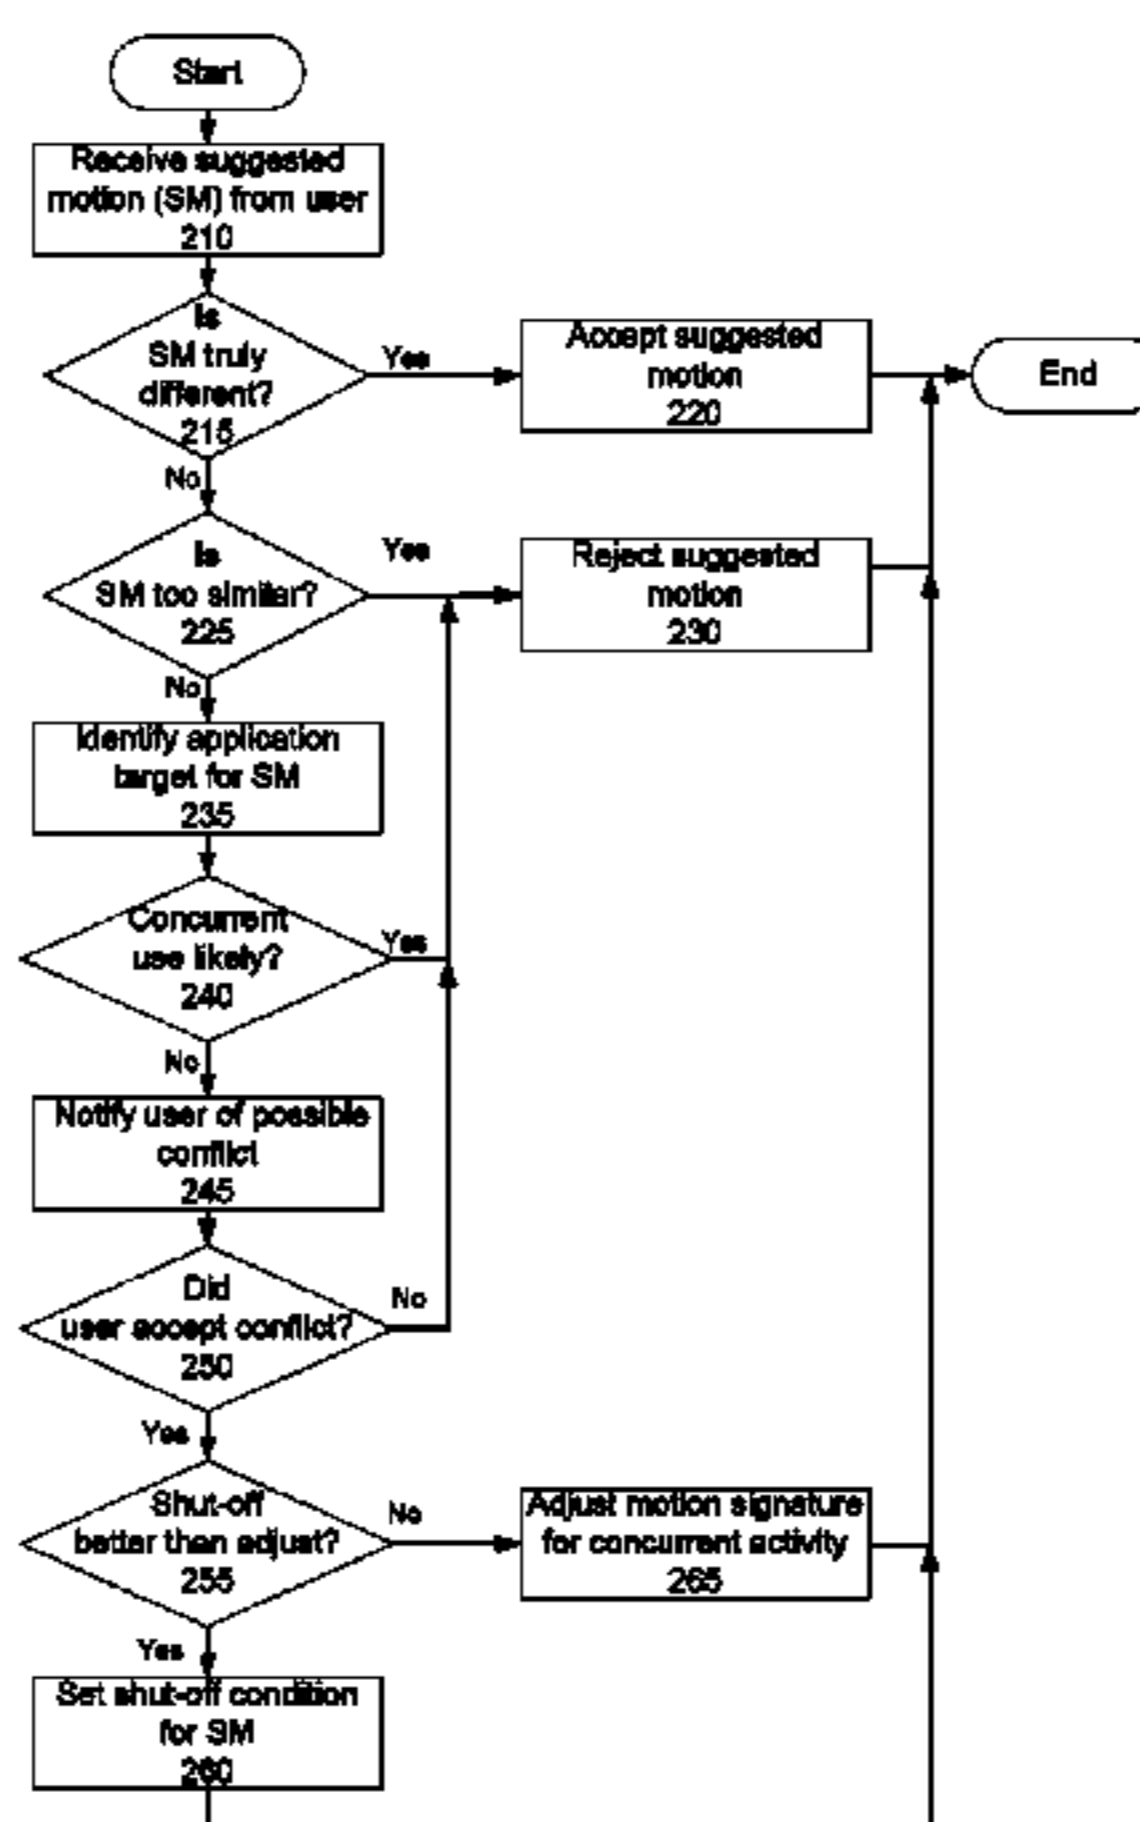 Start
Receive suggested
motion (SM) from user
210
Is
SM truly
different?
215
Yes
Accept suggested
motion
220
End
No
Is
SM too similar?
225
Yes
Reject suggested
motion
230
No
Identify application
target for SM
235
Concurrent
use likely?
240
Yes
No
Notify user of possible
conflict
245
Did
user accept conflict?
250
No
Yes
Shut-off
better than adjust?
255
No
Adjust motion signature
for concurrent activity
265
Yes
Set shut-off condition
for SM
260